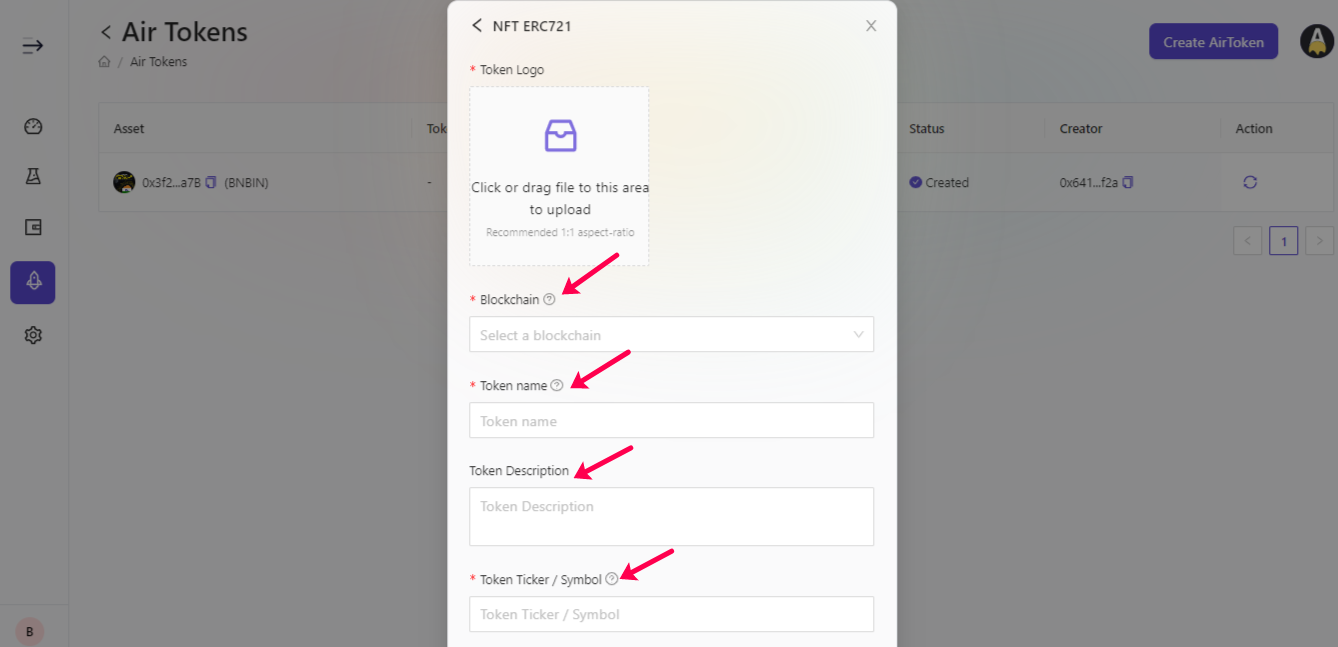 Air Tokens
/ Air Tokens
Create AirToken
Asset
Tok
Status
Creator
Action
0x3f2...a7B (BNBIN)
-
Created
0x641...f2a
< 1 >
B
NFT ERC721
* Token Logo
Click or drag file to this area
to upload
Recommended 1:1 aspect-ratio
* Blockchain
Select a blockchain
* Token name
Token name
Token Description
Token Description
* Token Ticker / Symbol
Token Ticker / Symbol